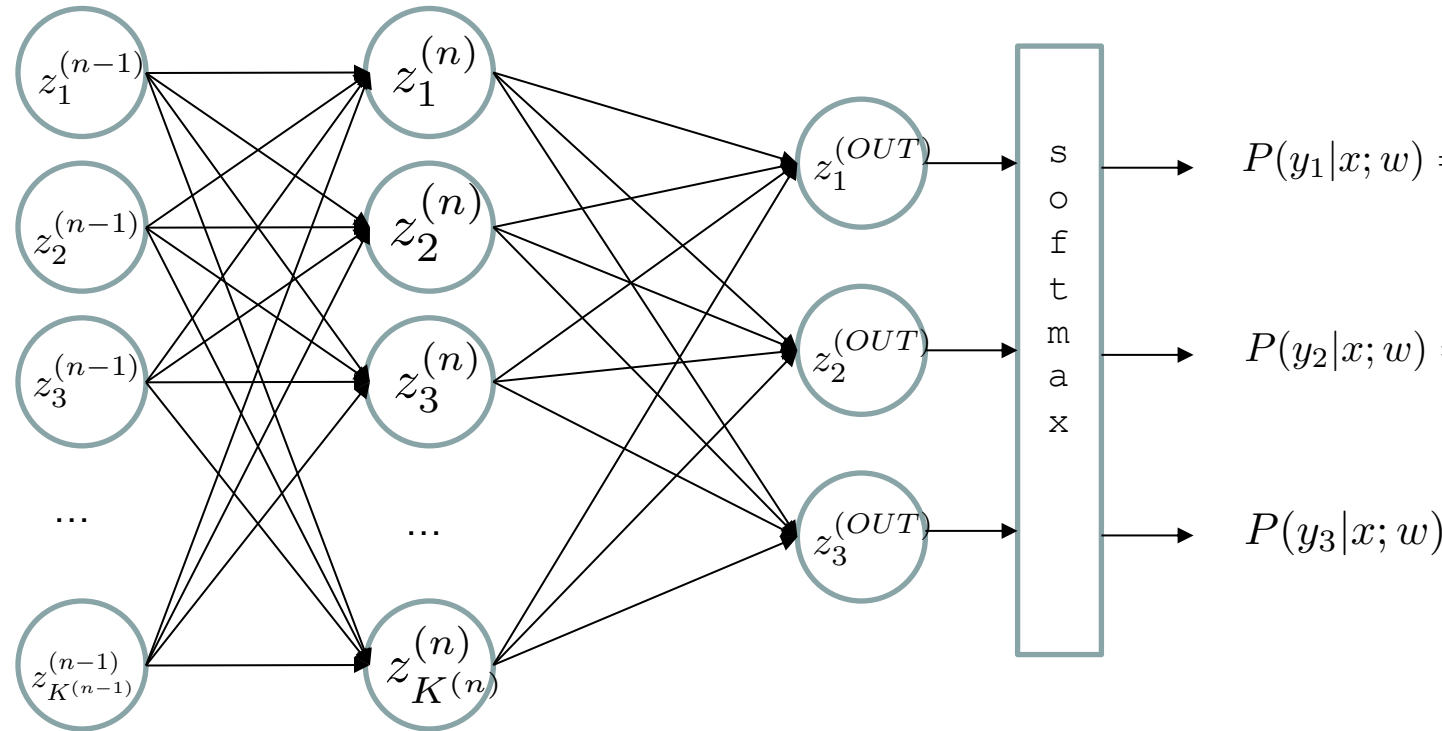 z_1^{(n-1)}
z_2^{(n-1)}
z_3^{(n-1)}
...
z_{K^{(n-1)}}^{(n-1)}
z_1^{(n)}
z_2^{(n)}
z_3^{(n)}
...
z_{K^{(n)}}^{(n)}
z_1^{(OUT)}
z_2^{(OUT)}
z_3^{(OUT)}
s
o
f
t
m
a
x
P(y_1|x; w) =
P(y_2|x; w) =
P(y_3|x; w)